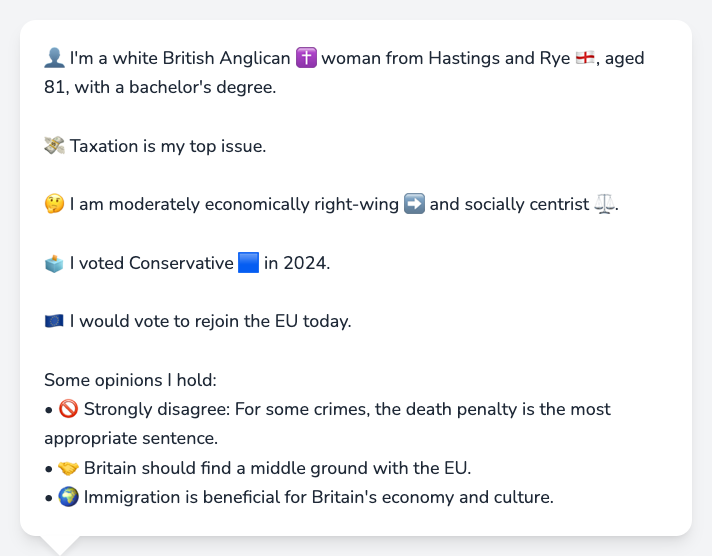 👤 I'm a white British Anglican ✝️ woman from Hastings and Rye 🏴󠁧󠁢󠁥󠁮󠁧󠁿, aged
81, with a bachelor's degree.
💸 Taxation is my top issue.
🤔 I am moderately economically right-wing ➡️ and socially centrist ⚖️.
🗳️ I voted Conservative 🟦 in 2024.
🇪🇺 I would vote to rejoin the EU today.
Some opinions I hold:
• 🚫 Strongly disagree: For some crimes, the death penalty is the most
appropriate sentence.
• 🤝 Britain should find a middle ground with the EU.
• 🌍 Immigration is beneficial for Britain's economy and culture.